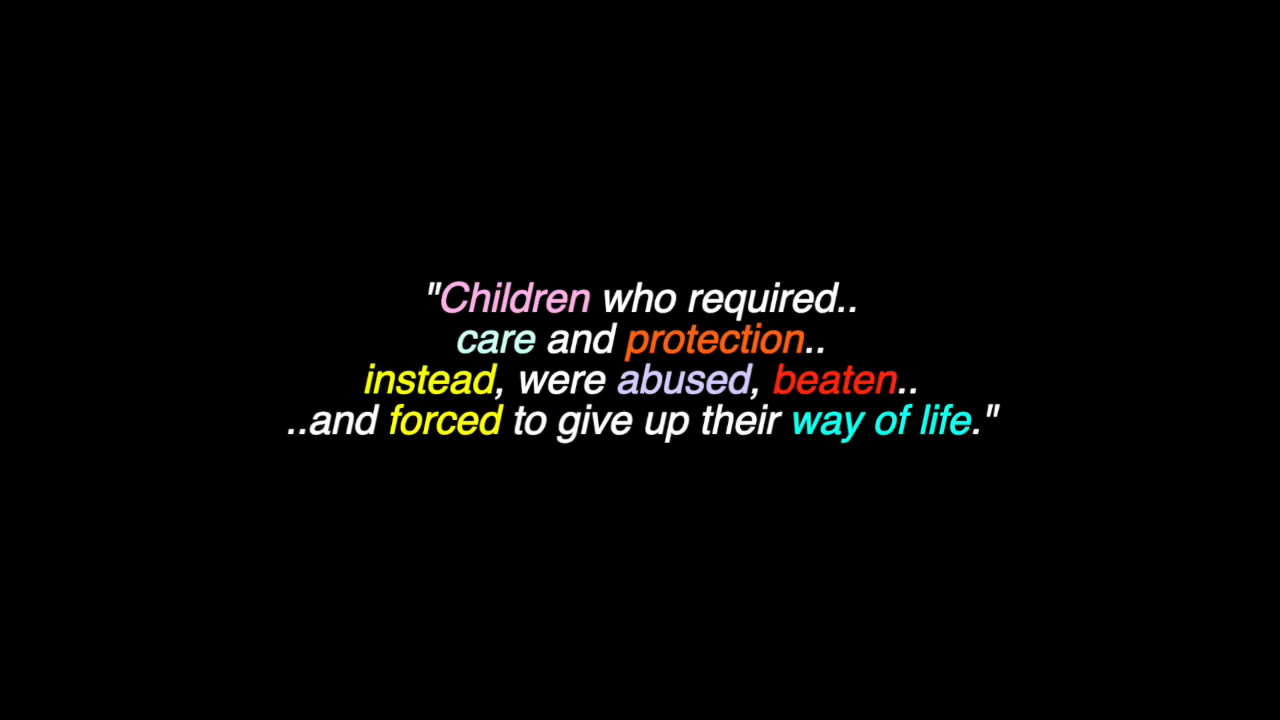 "Children who required..
care and protection..
instead, were abused, beaten..
..and forced to give up their way of life."